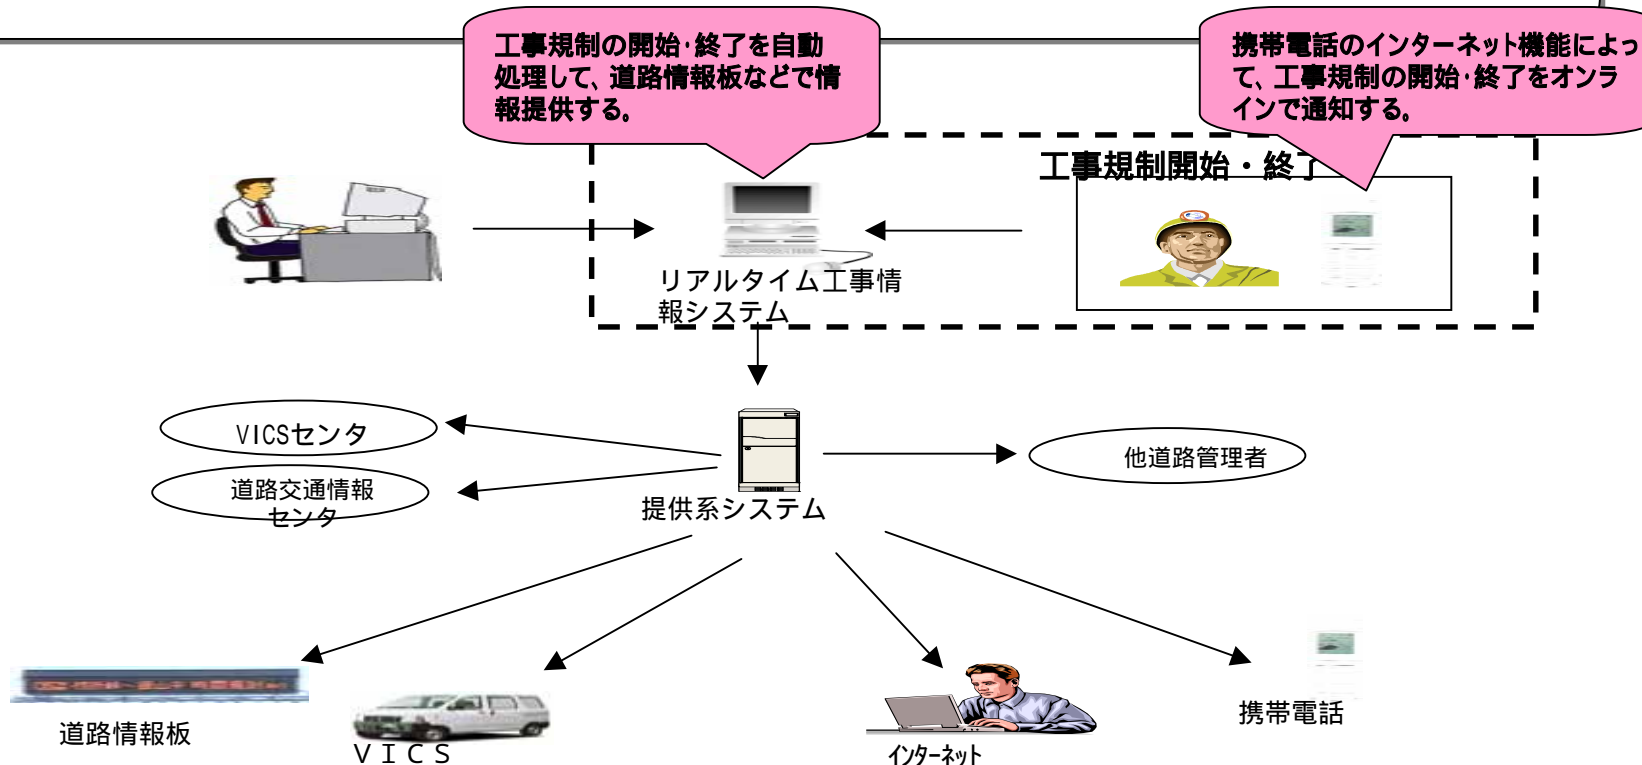 工事規制の開始・終了を自動
処理して、道路情報板などで情
報提供する。
携帯電話のインターネット機能によっ
て、工事規制の開始・終了をオンラ
インで通知する。
工事規制開始・終了
リアルタイム工事情
報システム
VICSセンタ
道路交通情報
センタ
提供系システム
他道路管理者
道路情報板
ＶＩＣＳ
インターネット
携帯電話